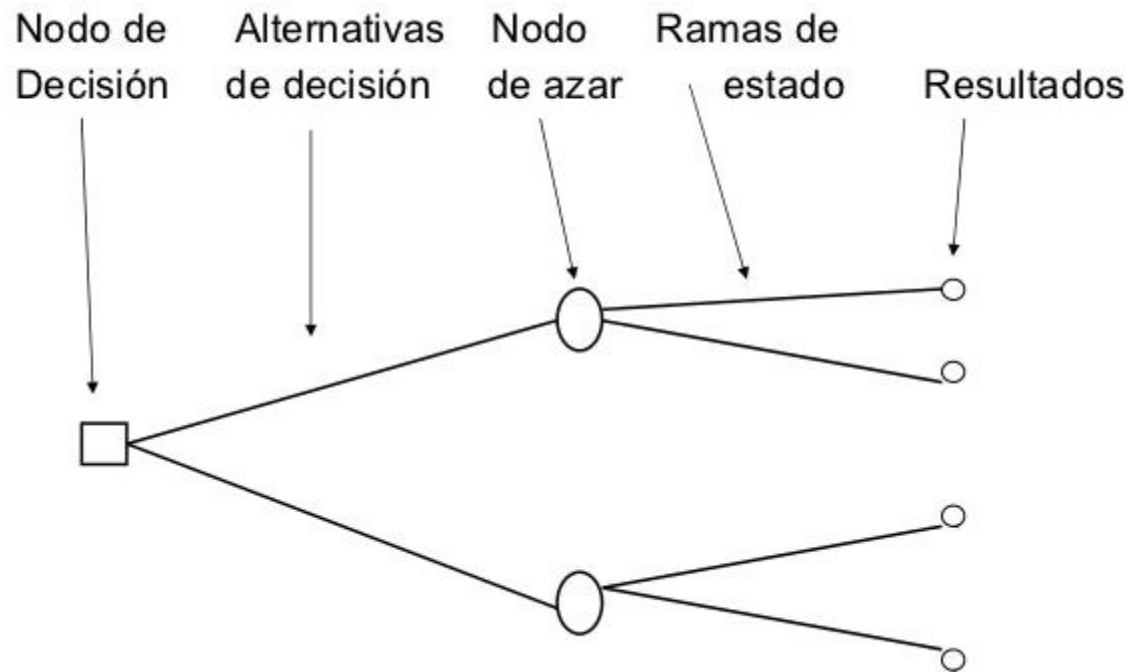 Nodo de Alternativas Nodo Ramas de
Decisión de decisión de azar estado Resultados